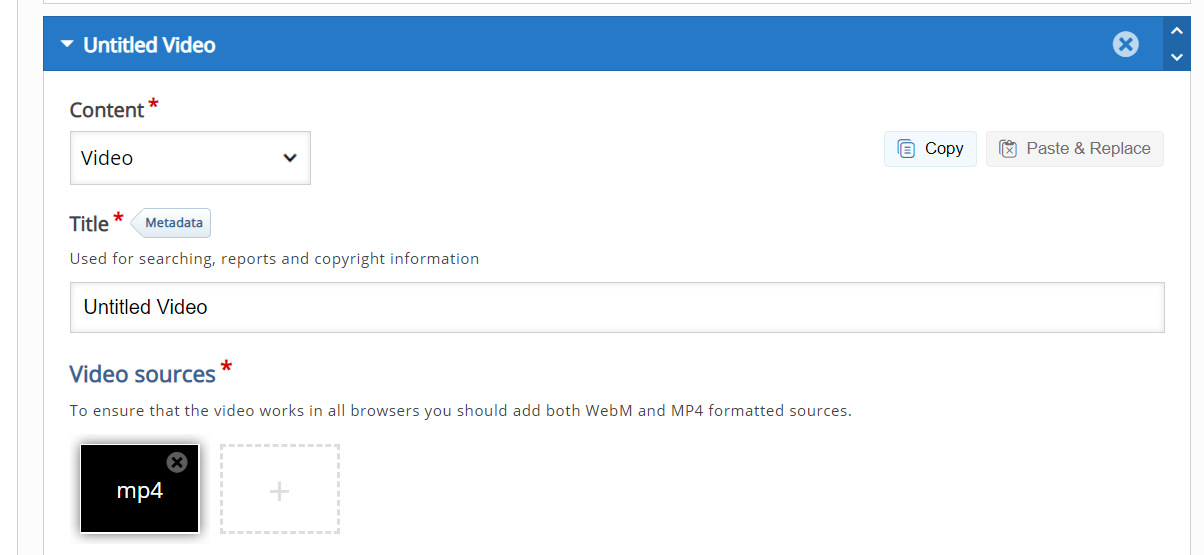 Untitled Video
Content *
Video
Copy
Paste & Replace
Title * Metadata
Used for searching, reports and copyright information
Untitled Video
Video sources *
To ensure that the video works in all browsers you should add both WebM and MP4 formatted sources.
mp4
+